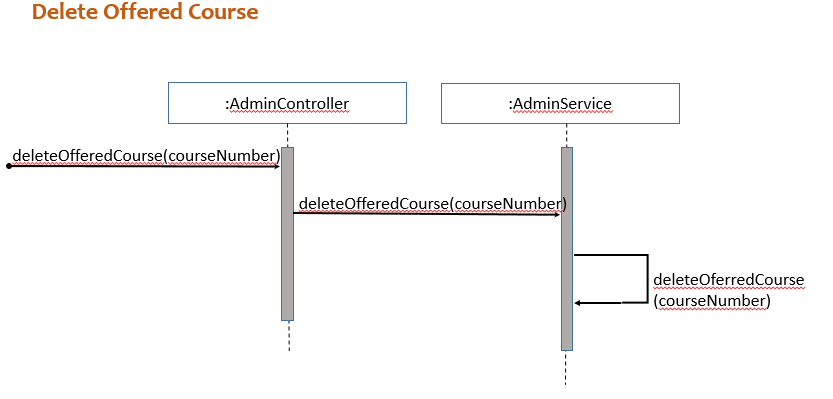 Delete Offered Course
:AdminController
:AdminService
deleteOfferedCourse(courseNumber)
deleteOfferedCourse(courseNumber)
deleteOferredCourse
(courseNumber)